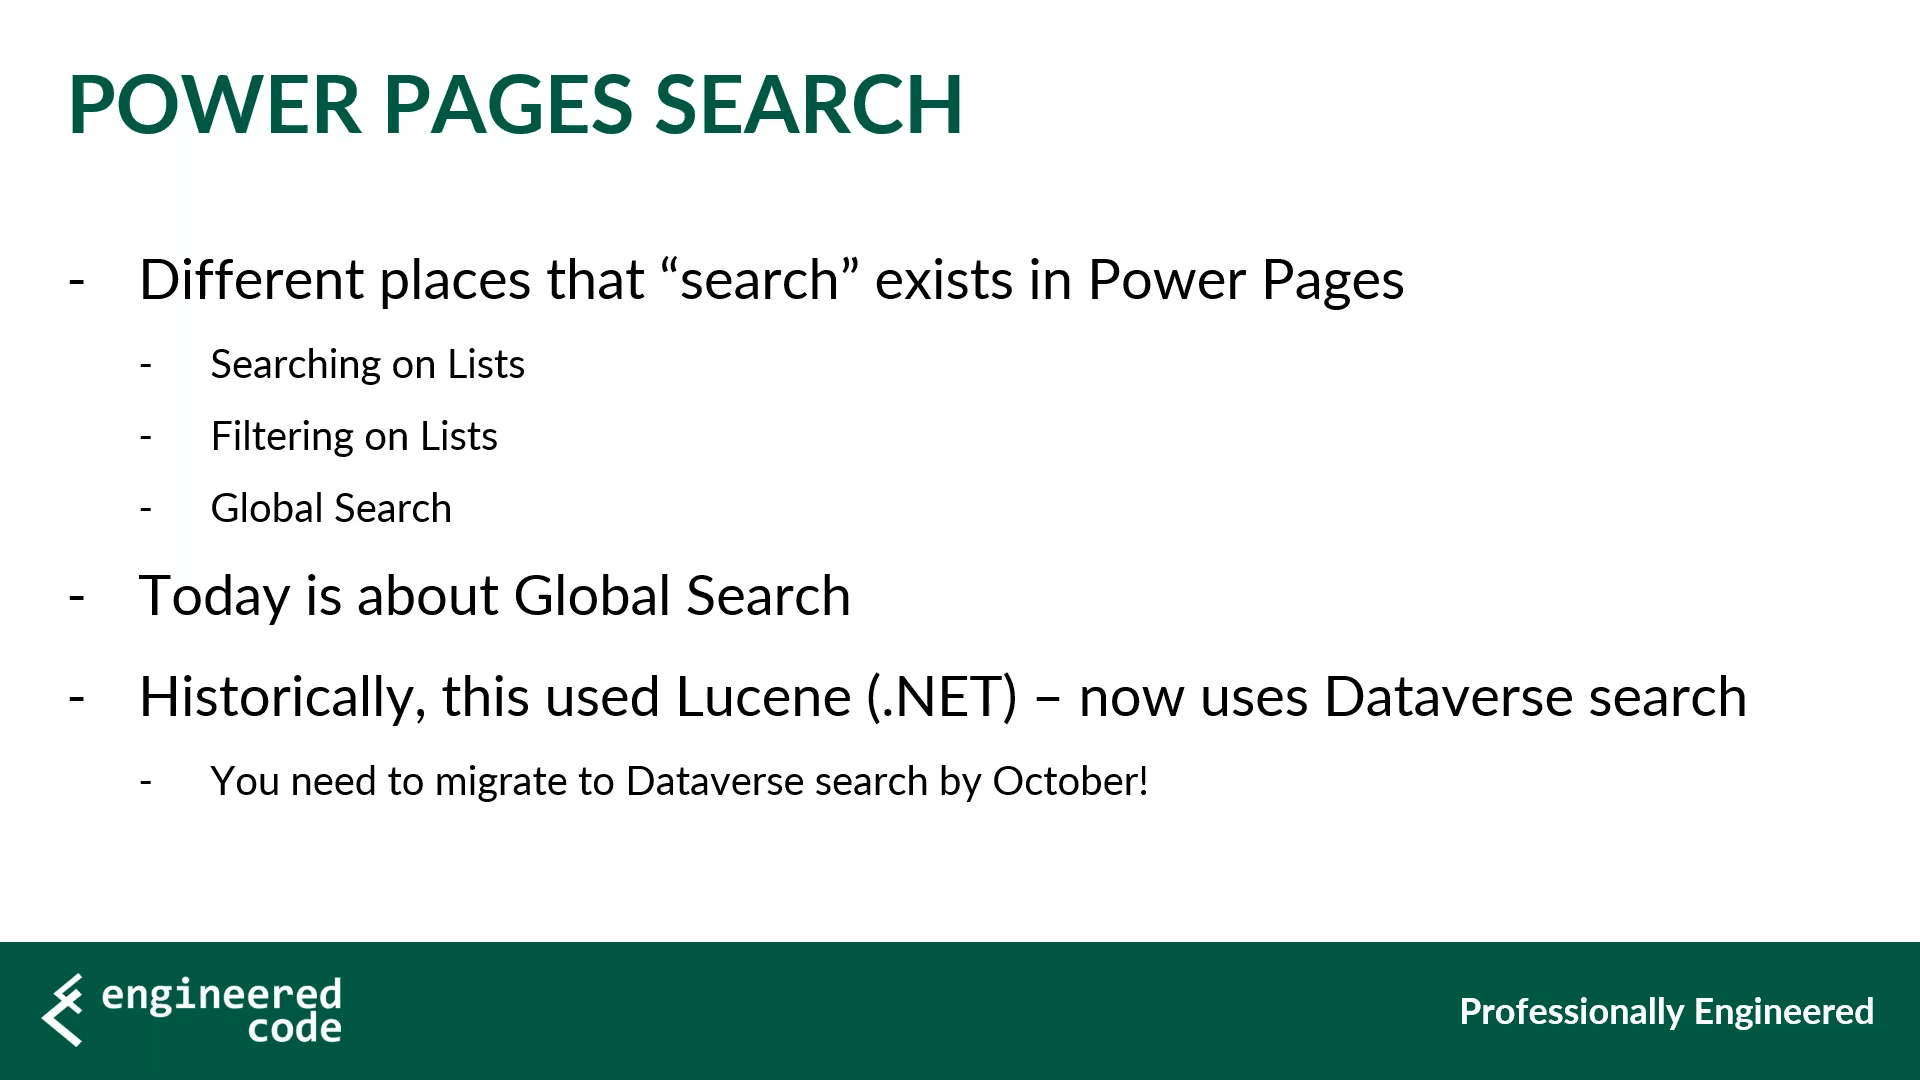 POWER PAGES SEARCH
- Different places that “search” exists in Power Pages
- Searching on Lists
- Filtering on Lists
- Global Search
- Today is about Global Search
- Historically, this used Lucene (.NET) – now uses Dataverse search
- You need to migrate to Dataverse search by October!
engineered
code
Professionally Engineered